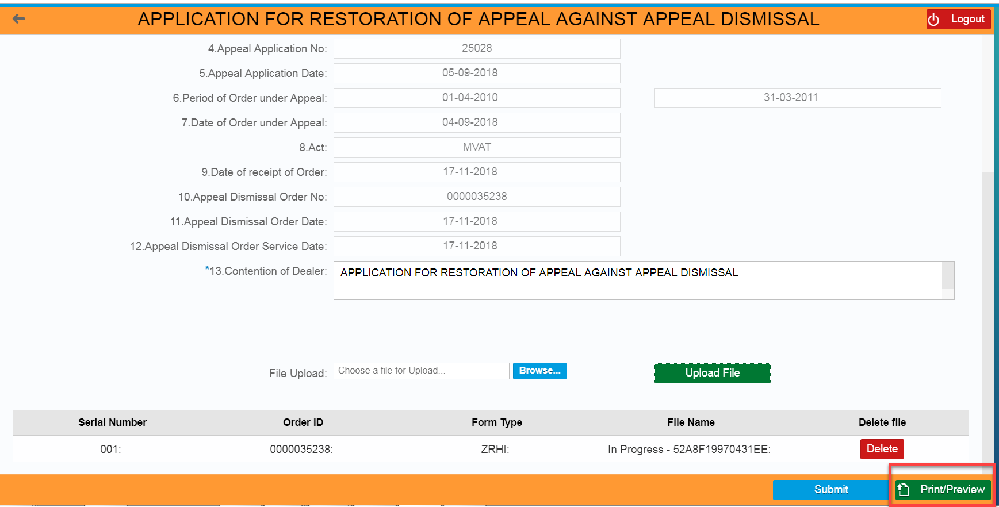 APPLICATION FOR RESTORATION OF APPEAL AGAINST APPEAL DISMISSAL
Logout
4.Appeal Application No: 25028
5.Appeal Application Date: 05-09-2018
6.Period of Order under Appeal: 01-04-2010 31-03-2011
7.Date of Order under Appeal: 04-09-2018
8.Act: MVAT
9.Date of receipt of Order: 17-11-2018
10.Appeal Dismissal Order No: 0000035238
11.Appeal Dismissal Order Date: 17-11-2018
12.Appeal Dismissal Order Service Date: 17-11-2018
*13.Contention of Dealer: APPLICATION FOR RESTORATION OF APPEAL AGAINST APPEAL DISMISSAL
File Upload: Choose a file for Upload... Browse... Upload File
Serial Number Order ID Form Type File Name Delete file
001: 0000035238: ZRHI: In Progress - 52A8F19970431EE: Delete
Submit Print/Preview